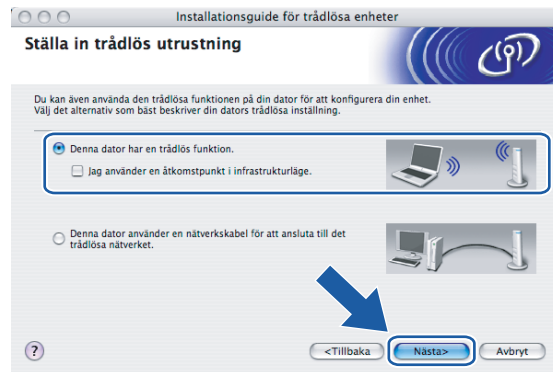 Installationsguide för trådlösa enheter
Ställa in trådlös utrustning
Du kan även använda den trådlösa funktionen på din dator för att konfigurera din enhet.
Välj det alternativ som bäst beskriver din dators trådlösa inställning.
Denna dator har en trådlös funktion.
Jag använder en åtkomstpunkt i infrastrukturläge.
Denna dator använder en nätverkskabel för att ansluta till det
trådlösa nätverket.
?
<Tillbaka
Nästa>
Avbryt